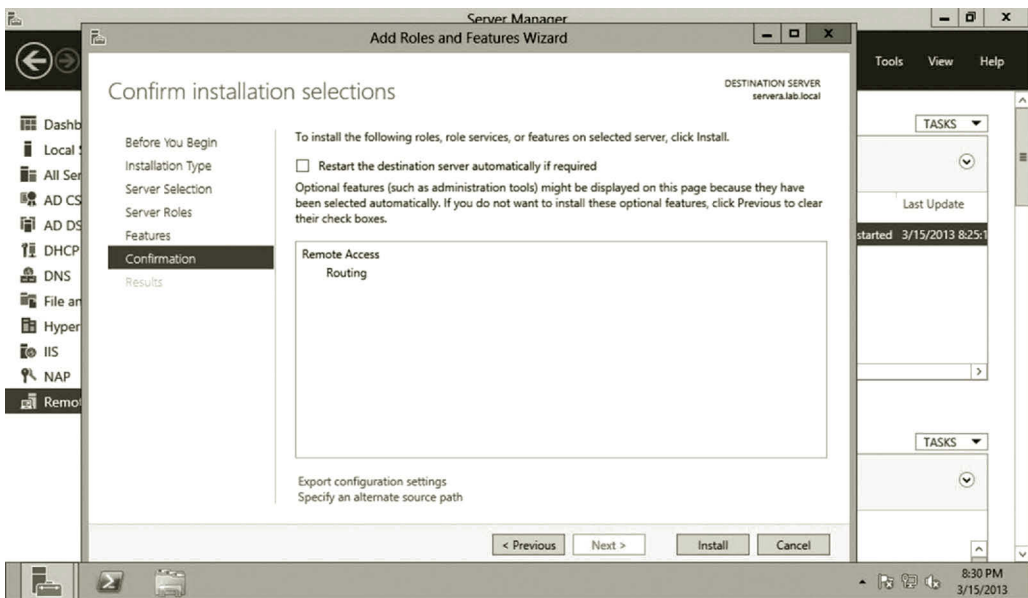 Server Manager
Add Roles and Features Wizard
Tools View Help
Confirm installation selections
DESTINATION SERVER
servera.lab.local
Dashb
Local
All Ser
AD CS
AD DS
DHCP
DNS
File an
Hyper
IIS
NAP
Remo
Before You Begin
Installation Type
Server Selection
Server Roles
Features
Confirmation
Results
To install the following roles, role services, or features on selected server, click Install.
Restart the destination server automatically if required
Optional features (such as administration tools) might be displayed on this page because they have
been selected automatically. If you do not want to install these optional features, click Previous to clear
their check boxes.
Remote Access
Routing
Export configuration settings
Specify an alternate source path
< Previous Next > Install Cancel
TASKS
Last Update
started 3/15/2013 8:25:1
TASKS
8:30 PM
3/15/2013